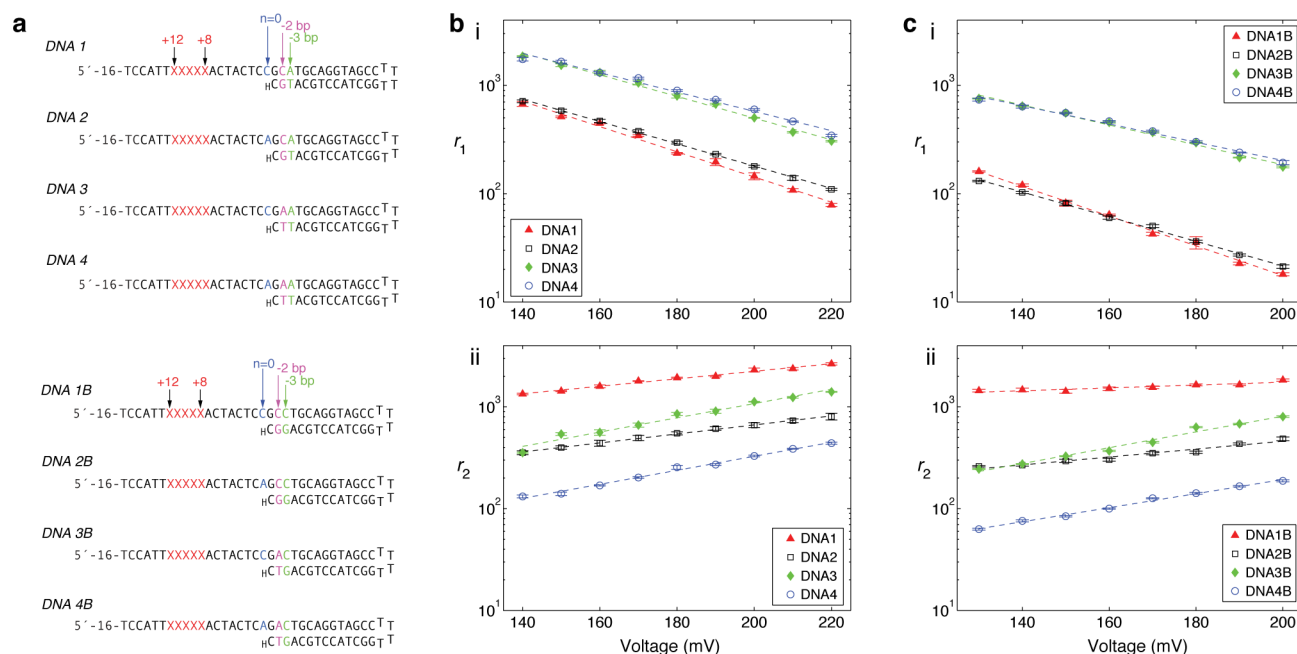 a
DNA 1
+12 +8 n=0 -2 bp -3 bp
5´-16-TCCATTXXXXXACTACTCCGCATGCAGGTAGCCTT
HCGTACGTCCATCGGTT
DNA 2
5´-16-TCCATTXXXXXACTACTCAGCATGCAGGTAGCCTT
HCGTACGTCCATCGGTT
DNA 3
5´-16-TCCATTXXXXXACTACTCCGAATGCAGGTAGCCTT
HCTTACGTCCATCGGTT
DNA 4
5´-16-TCCATTXXXXXACTACTCAGAATGCAGGTAGCCTT
HCTTACGTCCATCGGTT
DNA 1B
+12 +8 n=0 -2 bp -3 bp
5´-16-TCCATTXXXXXACTACTCCGCCTGCAGGTAGCCTT
HCGGACGTCCATCGGTT
DNA 2B
5´-16-TCCATTXXXXXACTACTCAGCCTGCAGGTAGCCTT
HCGGACGTCCATCGGTT
DNA 3B
5´-16-TCCATTXXXXXACTACTCCGACTGCAGGTAGCCTT
HCTGACGTCCATCGGTT
DNA 4B
5´-16-TCCATTXXXXXACTACTCAGACTGCAGGTAGCCTT
HCTGACGTCCATCGGTT
b i
10³
r₁
10²
10¹
DNA1
DNA2
DNA3
DNA4
140 160 180 200 220
ii
10³
r₂
10²
10¹
DNA1
DNA2
DNA3
DNA4
140 160 180 200 220
Voltage (mV)
c i
10³
r₁
10²
10¹
DNA1B
DNA2B
DNA3B
DNA4B
140 160 180 200
ii
10³
r₂
10²
10¹
DNA1B
DNA2B
DNA3B
DNA4B
140 160 180 200
Voltage (mV)